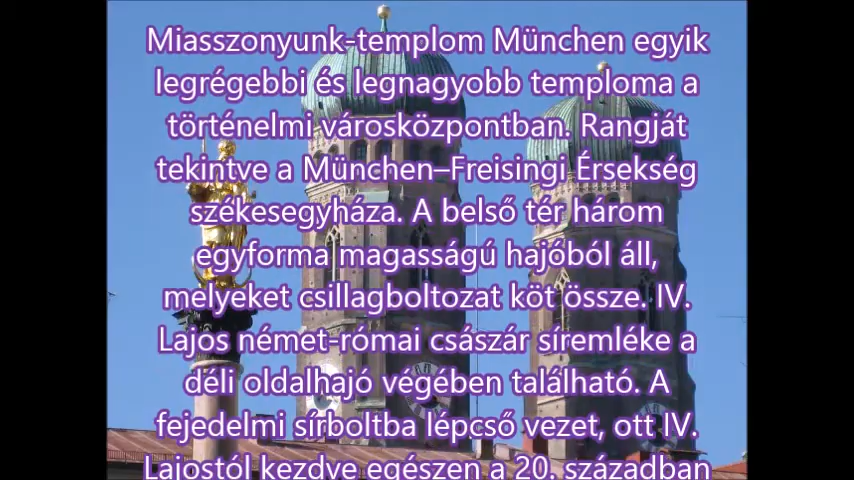 Miasszonyunk-templom München egyik
legrégebbi és legnagyobb temploma a
történelmi városközpontban. Rangját
tekintve a München–Freisingi Érsekség
székesegyháza. A belső tér három
egyforma magasságú hajóból áll,
melyeket csillagboltozat köt össze. IV.
Lajos német-római császár síremléke a
déli oldalhajó végében található. A
fejedelmi sírboltba lépcső vezet, ott IV.
Lajostól kezdve egészen a 20. században